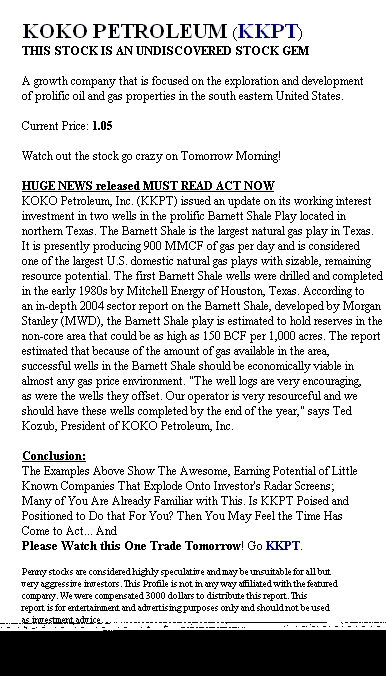 KOKO PETROLEUM (KKPT)
THIS STOCK IS AN UNDISCOVERED STOCK GEM
A growth company that is focused on the exploration and development
of prolific oil and gas properties in the south eastern United States.
Current Price: 1.05
Watch out the stock go crazy on Tomorrow Morning!
HUGE NEWS released MUST READ ACT NOW
KOKO Petroleum, Inc. (KKPT) issued an update on its working interest
investment in two wells in the prolific Barnett Shale Play located in
northern Texas. The Barnett Shale is the largest natural gas play in Texas.
It is presently producing 900 MMCF of gas per day and is considered
one of the largest U.S. domestic natural gas plays with sizable, remaining
resource potential. The first Barnett Shale wells were drilled and completed
in the early 1980s by Mitchell Energy of Houston, Texas. According to
an in-depth 2004 sector report on the Barnett Shale, developed by Morgan
Stanley (MWD), the Barnett Shale play is estimated to hold reserves in the
non-core area that could be as high as 150 BCF per 1,000 acres. The report
estimated that because of the amount of gas available in the area,
successful wells in the Barnett Shale should be economically viable in
almost any gas price environment. "The well logs are very encouraging,
as were the wells they offset. Our operator is very resourceful and we
should have these wells completed by the end of the year," says Ted
Kozub, President of KOKO Petroleum, Inc.
Conclusion:
The Examples Above Show The Awesome, Earning Potential of Little
Known Companies That Explode Onto Investor's Radar Screens;
Many of You Are Already Familiar with This. Is KKPT Poised and
Positioned to Do that For You? Then You May Feel the Time Has
Come to Act... And
Please Watch this One Trade Tomorrow! Go KKPT.
Penny stocks are considered highly speculative and may be unsuitable for all but
very aggressive investors. This Profile is not in any way affiliated with the featured
company. We were compensated 3000 dollars to distribute this report. This
report is for entertainment and advertising purposes only and should not be used
as investment advice.